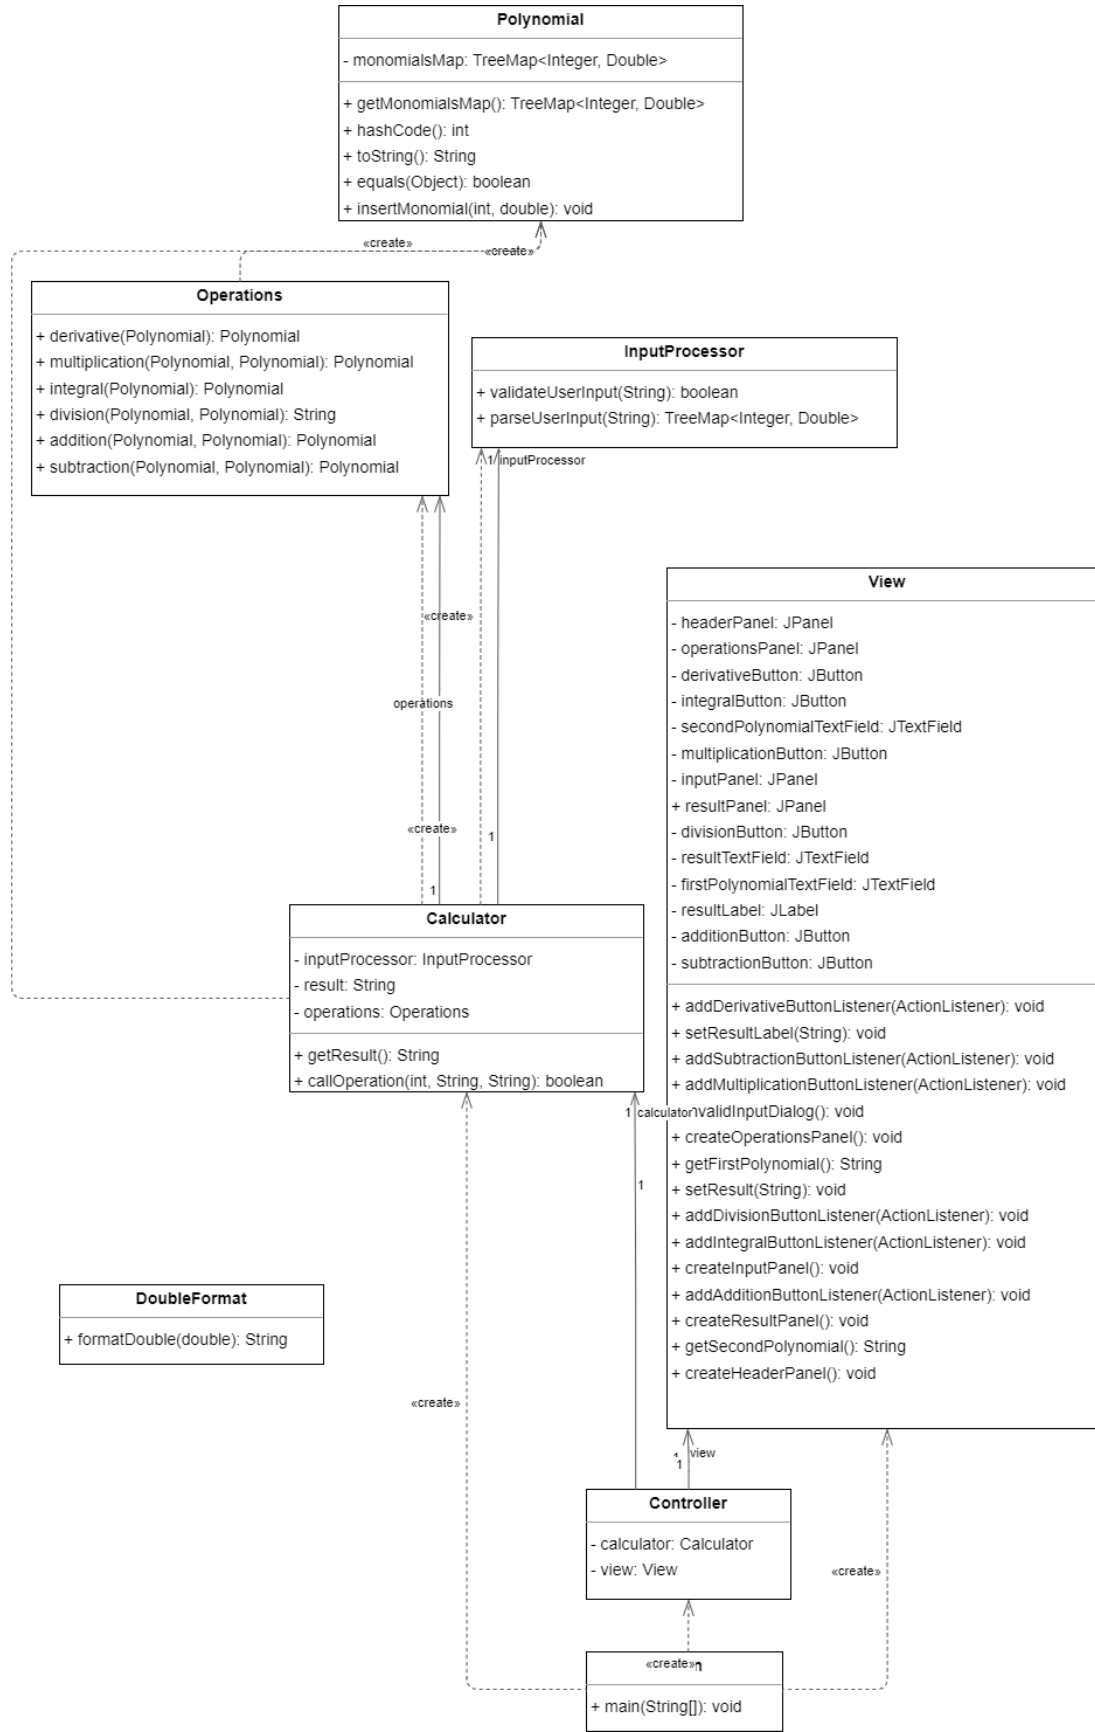 Polynomial
- monomialsMap: TreeMap<Integer, Double>
+ getMonomialsMap(): TreeMap<Integer, Double>
+ hashCode(): int
+ toString(): String
+ equals(Object): boolean
+ insertMonomial(int, double): void
«create»
«create»
Operations
+ derivative(Polynomial): Polynomial
+ multiplication(Polynomial, Polynomial): Polynomial
+ integral(Polynomial): Polynomial
+ division(Polynomial, Polynomial): String
+ addition(Polynomial, Polynomial): Polynomial
+ subtraction(Polynomial, Polynomial): Polynomial
InputProcessor
+ validateUserInput(String): boolean
+ parseUserInput(String): TreeMap<Integer, Double>
1 inputProcessor
«create»
operations
«create»
1
1
Calculator
- inputProcessor: InputProcessor
- result: String
- operations: Operations
+ getResult(): String
+ callOperation(int, String, String): boolean
View
- headerPanel: JPanel
- operationsPanel: JPanel
- derivativeButton: JButton
- integralButton: JButton
- secondPolynomialTextField: JTextField
- multiplicationButton: JButton
- inputPanel: JPanel
+ resultPanel: JPanel
- divisionButton: JButton
- resultTextField: JTextField
- firstPolynomialTextField: JTextField
- resultLabel: JLabel
- additionButton: JButton
- subtractionButton: JButton
+ addDerivativeButtonListener(ActionListener): void
+ setResultLabel(String): void
+ addSubtractionButtonListener(ActionListener): void
+ addMultiplicationButtonListener(ActionListener): void
1 calculator
validInputDialog(): void
+ createOperationsPanel(): void
+ getFirstPolynomial(): String
+ setResult(String): void
+ addDivisionButtonListener(ActionListener): void
+ addIntegralButtonListener(ActionListener): void
+ createInputPanel(): void
+ addAdditionButtonListener(ActionListener): void
+ createResultPanel(): void
+ getSecondPolynomial(): String
+ createHeaderPanel(): void
1
DoubleFormat
+ formatDouble(double): String
«create»
view
1
Controller
- calculator: Calculator
- view: View
«create»
«create»
+ main(String[]): void